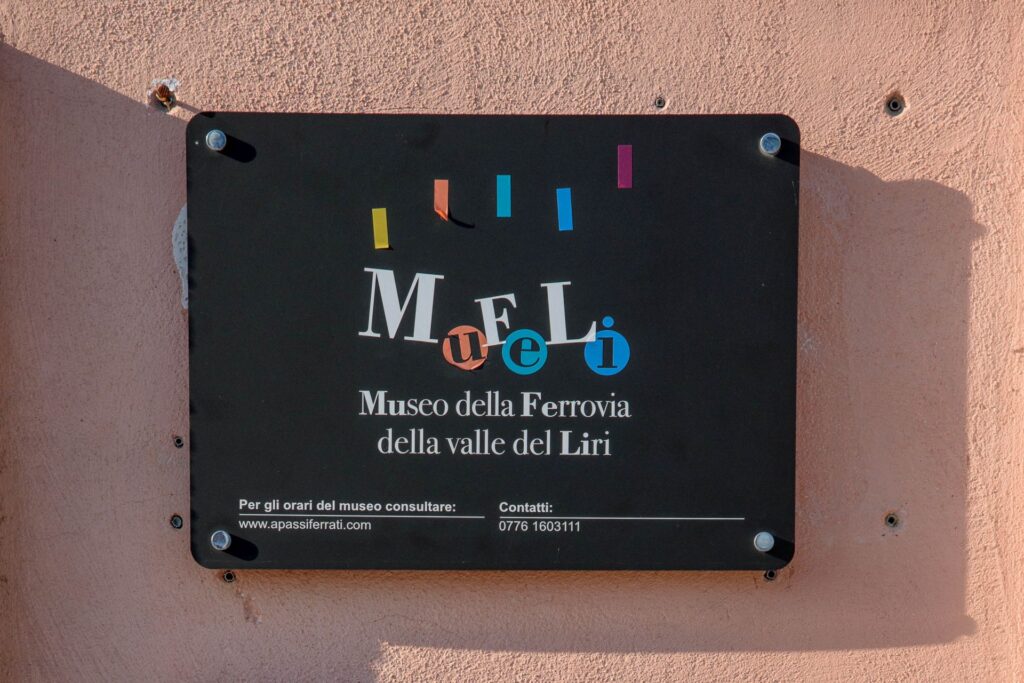 MuFeLi
Museo della Ferrovia
della valle del Liri
Per gli orari del museo consultare:
www.apassiferrati.com
Contatti:
0776 1603111